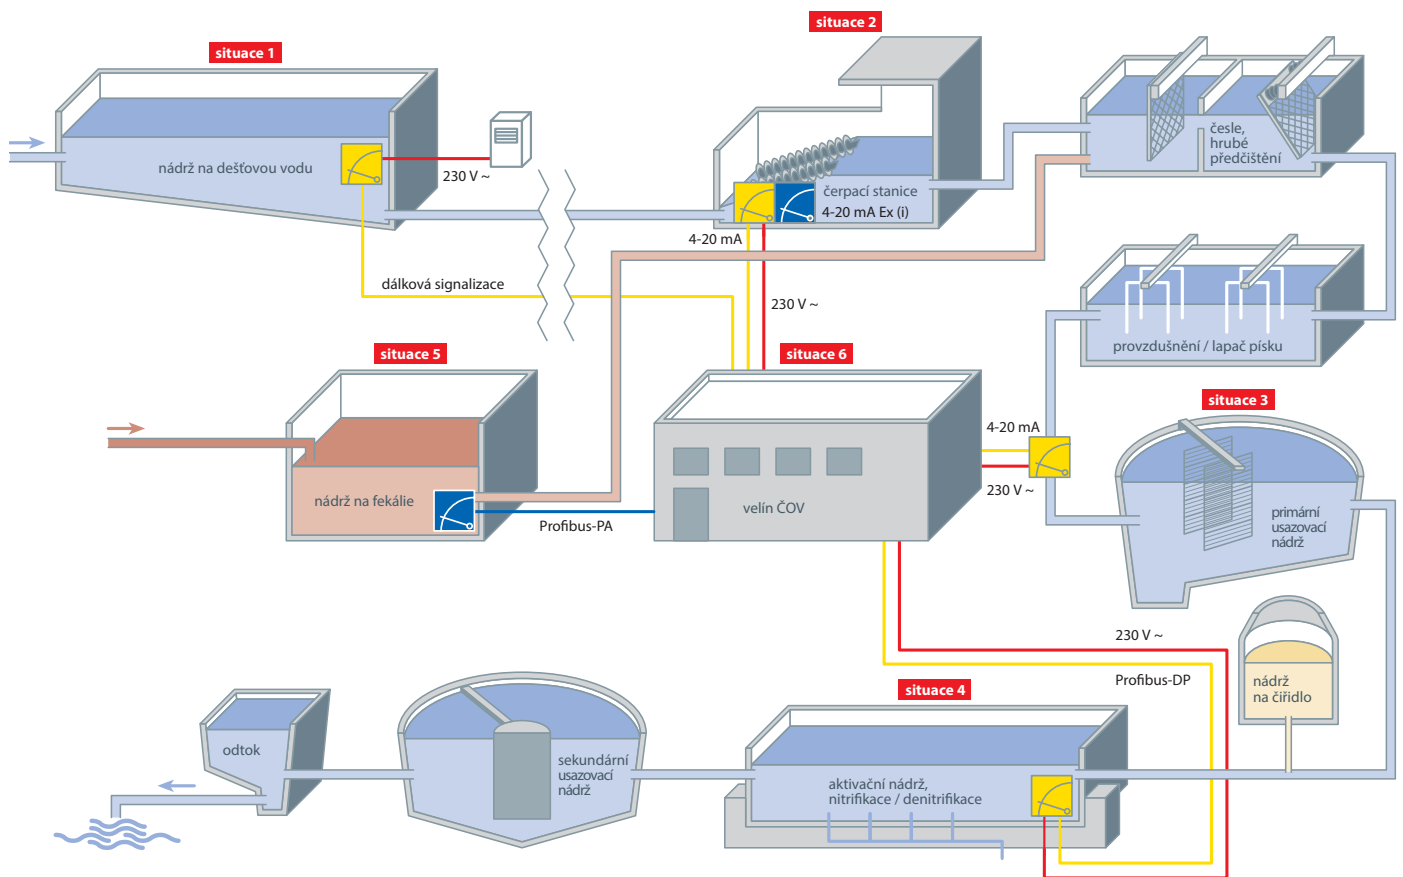 situace 1
situace 2
nádrž na dešťovou vodu
230 V ~
čerpací stanice
4-20 mA Ex (i)
česle,
hrubé
předčištění
4-20 mA
dálková signalizace
230 V ~
provzdušnění / lapač písku
situace 5
situace 6
situace 3
4-20 mA
230 V ~
nádrž na fekálie
Profibus-PA
velín ČOV
primární
usazovací
nádrž
230 V ~
Profibus-DP
situace 4
nádrž
na čiřidlo
odtok
sekundární
usazovací
nádrž
aktivační nádrž,
nitrifikace / denitrifikace